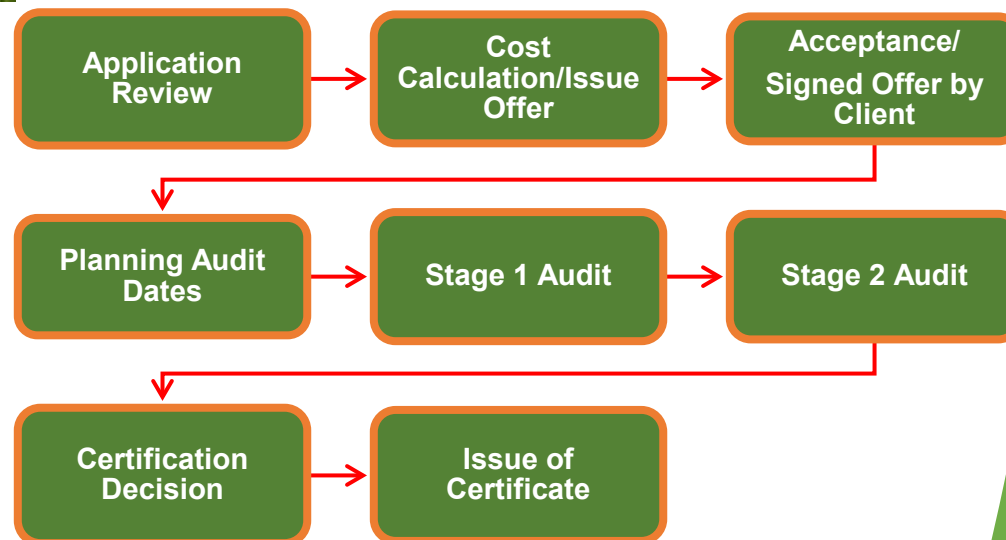 Application
Review
Cost
Calculation/Issue
Offer
Acceptance/
Signed Offer by
Client
Planning Audit
Dates
Stage 1 Audit
Stage 2 Audit
Certification
Decision
Issue of
Certificate